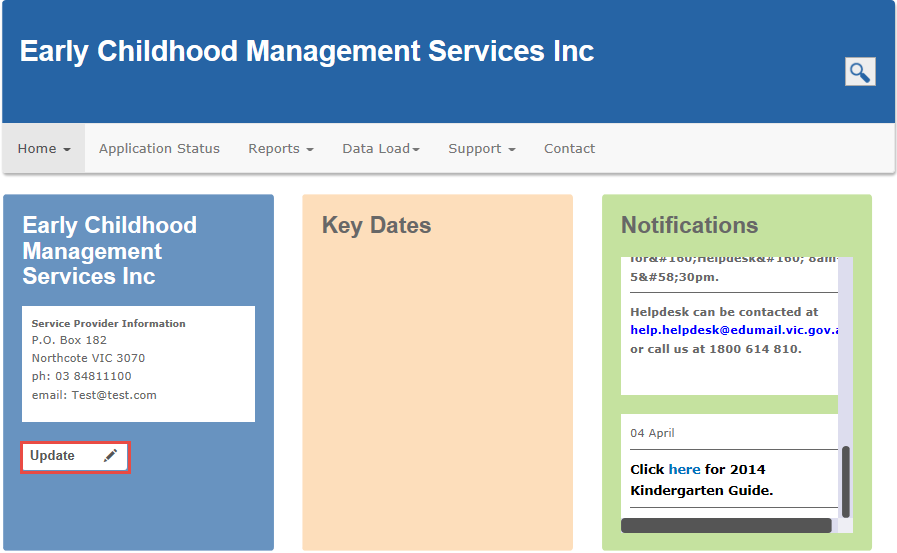 Early Childhood Management Services Inc
Home
Application Status
Reports
Data Load
Support
Contact
Early Childhood
Management
Services Inc
Service Provider Information
P.O. Box 182
Northcote VIC 3070
ph: 03 84811100
email: Test@test.com
Update
Key Dates
Notifications
for&#160;Helpdesk&#160; 8am-
5&#58;30pm.
Helpdesk can be contacted at
help.helpdesk@edumail.vic.gov.a
or call us at 1800 614 810.
04 April
Click here for 2014
Kindergarten Guide.